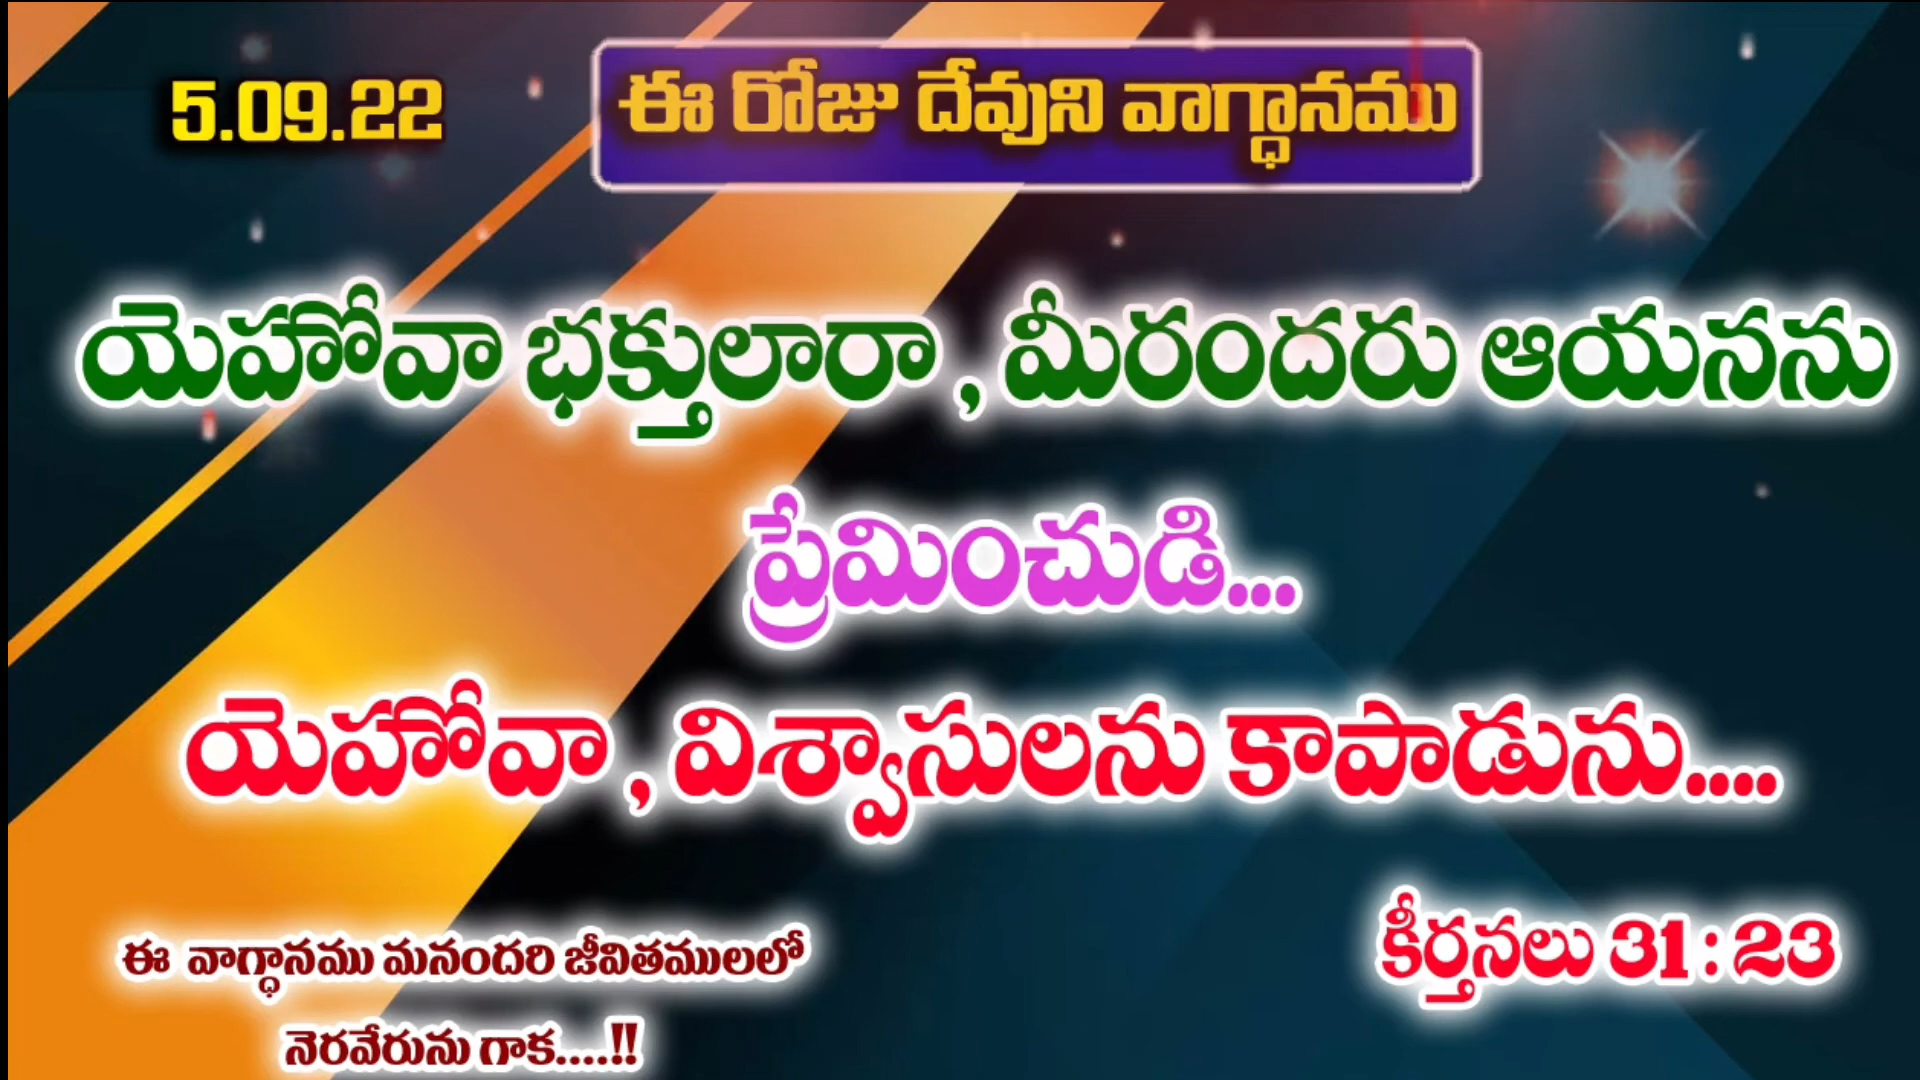 5.09.22
ఈ రోజు దేవుని వాగ్ధానము
యెహోవా భక్తులారా , మీరందరు ఆయనను
ప్రేమించుడి...
యెహోవా , విశ్వాసులను కాపాడును....
కీర్తనలు 31 : 23
ఈ వాగ్ధానము మనందరి జీవితములలో
నెరవేరును గాక....!!